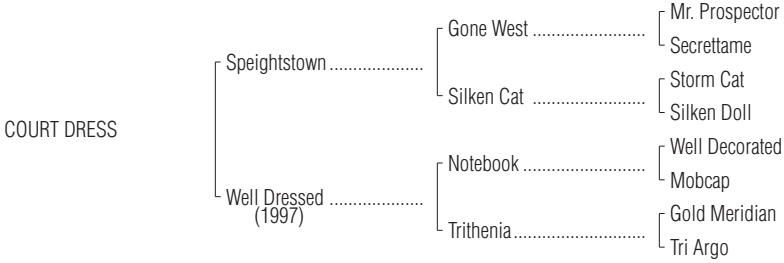 Mr. Prospector
Gone West ........................
Secrettame
Speightstown ....................
Storm Cat
Silken Cat ........................
Silken Doll
COURT DRESS
Well Decorated
Notebook ..........................
Mobcap
Well Dressed ....................
(1997)
Gold Meridian
Trithenia............................
Tri Argo